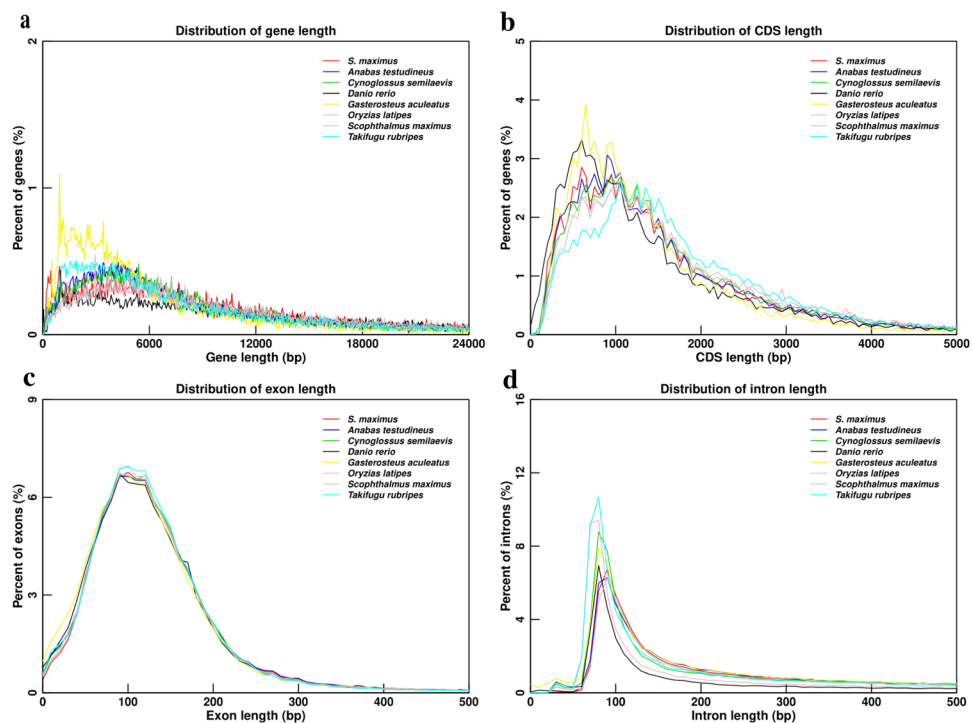 a
Distribution of gene length
2
1
0
Percent of genes (%)
S. maximus
Anabas testudineus
Cynoglossus semilaevis
Danio rerio
Gasterosteus aculeatus
Oryzias latipes
Scophthalmus maximus
Takifugu rubripes
0 6000 12000 18000 24000
Gene length (bp)
b
Distribution of CDS length
5
4
3
2
1
0
Percent of genes (%)
S. maximus
Anabas testudineus
Cynoglossus semilaevis
Danio rerio
Gasterosteus aculeatus
Oryzias latipes
Scophthalmus maximus
Takifugu rubripes
0 1000 2000 3000 4000 5000
CDS length (bp)
c
Distribution of exon length
9
6
3
0
Percent of exons (%)
S. maximus
Anabas testudineus
Cynoglossus semilaevis
Danio rerio
Gasterosteus aculeatus
Oryzias latipes
Scophthalmus maximus
Takifugu rubripes
0 100 200 300 400 500
Exon length (bp)
d
Distribution of intron length
16
12
8
4
0
Percent of introns (%)
S. maximus
Anabas testudineus
Cynoglossus semilaevis
Danio rerio
Gasterosteus aculeatus
Oryzias latipes
Scophthalmus maximus
Takifugu rubripes
0 100 200 300 400 500
Intron length (bp)